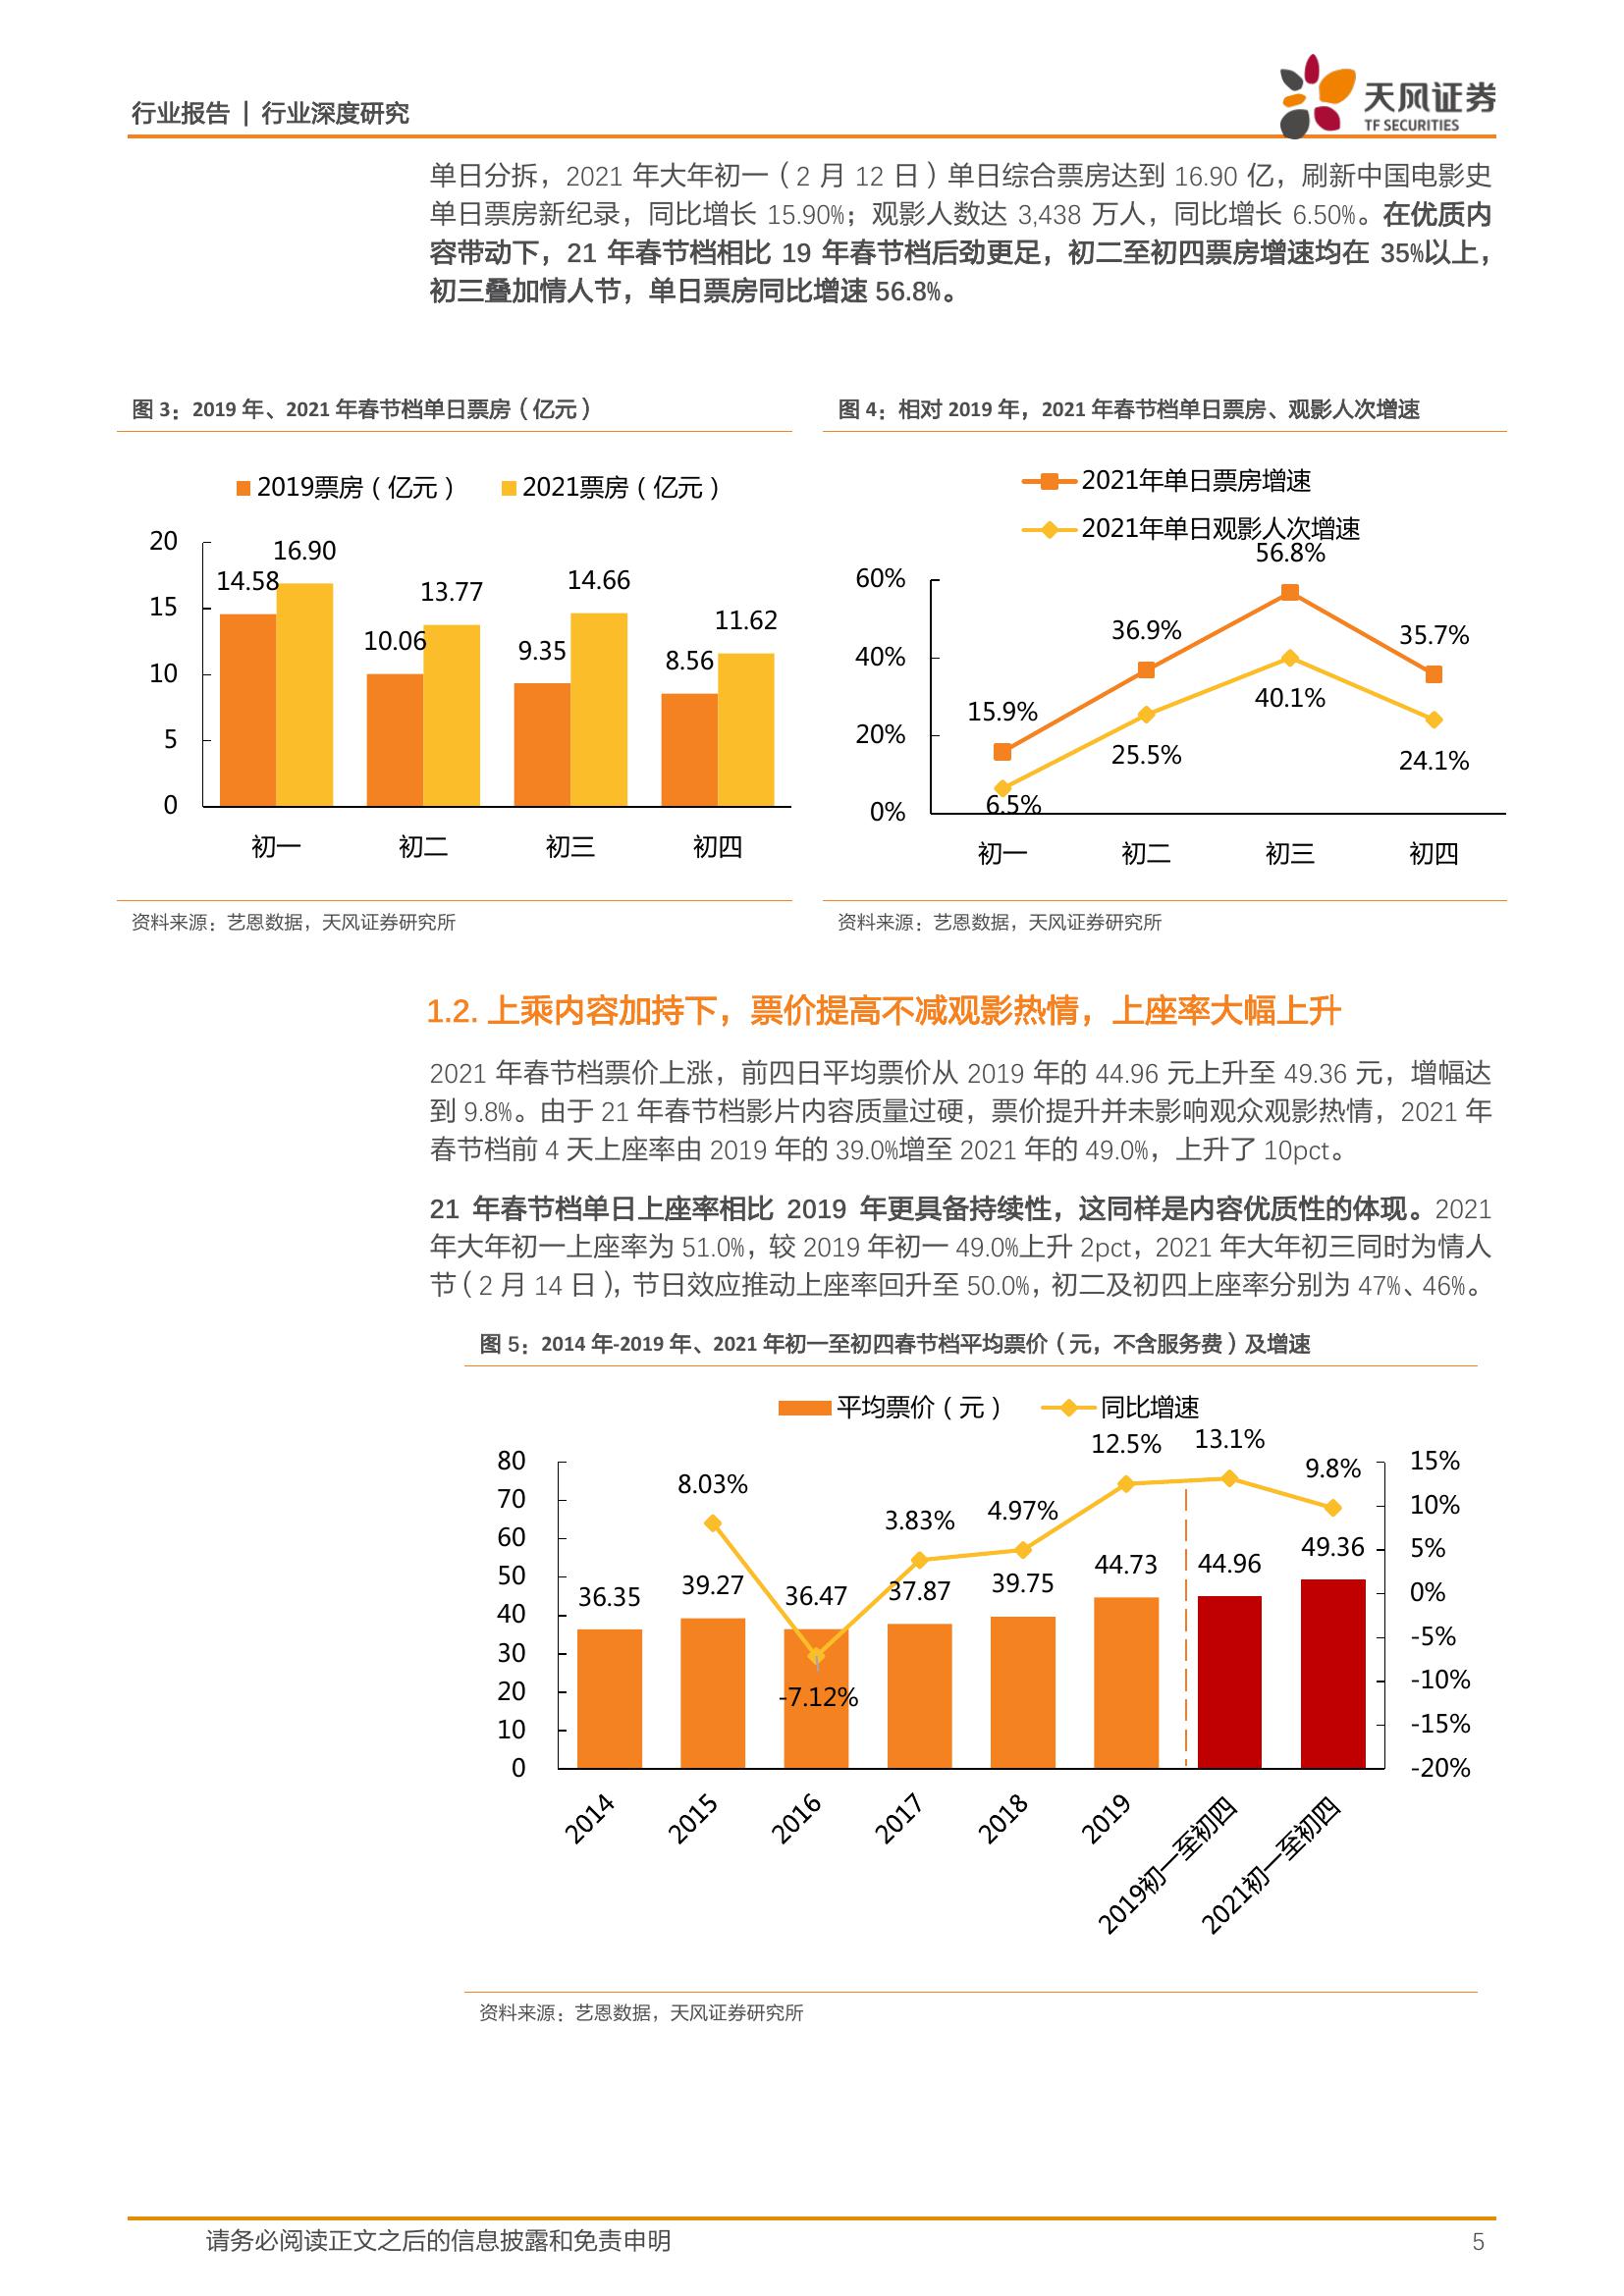 行业报告 | 行业深度研究
天风证券
TF SECURITIES
单日分拆，2021 年大年初一（2 月 12 日）单日综合票房达到 16.90 亿，刷新中国电影史
单日票房新纪录，同比增长 15.90%；观影人数达 3,438 万人，同比增长 6.50%。在优质内
容带动下，21 年春节档相比 19 年春节档后劲更足，初二至初四票房增速均在 35%以上，
初三叠加情人节，单日票房同比增速 56.8%。
图 3：2019 年、2021 年春节档单日票房（亿元）
2019票房（亿元） 2021票房（亿元）
20
15
10
5
0
14.58 16.90
10.06 13.77
9.35 14.66
8.56 11.62
初一 初二 初三 初四
资料来源：艺恩数据，天风证券研究所
图 4：相对 2019 年，2021 年春节档单日票房、观影人次增速
2021年单日票房增速
2021年单日观影人次增速
60%
40%
20%
0%
15.9% 36.9% 56.8% 35.7%
6.5% 25.5% 40.1% 24.1%
初一 初二 初三 初四
资料来源：艺恩数据，天风证券研究所
1.2. 上乘内容加持下，票价提高不减观影热情，上座率大幅上升
2021 年春节档票价上涨，前四日平均票价从 2019 年的 44.96 元上升至 49.36 元，增幅达
到 9.8%。由于 21 年春节档影片内容质量过硬，票价提升并未影响观众观影热情，2021 年
春节档前 4 天上座率由 2019 年的 39.0%增至 2021 年的 49.0%，上升了 10pct。
21 年春节档单日上座率相比 2019 年更具备持续性，这同样是内容优质性的体现。2021
年大年初一上座率为 51.0%，较 2019 年初一 49.0%上升 2pct，2021 年大年初三同时为情人
节（2 月 14 日），节日效应推动上座率回升至 50.0%，初二及初四上座率分别为 47%、46%。
图 5：2014 年-2019 年、2021 年初一至初四春节档平均票价（元，不含服务费）及增速
平均票价（元） 同比增速
80
70
60
50
40
30
20
10
0
8.03% -7.12% 3.83% 4.97% 12.5% 13.1% 9.8%
36.35 39.27 36.47 37.87 39.75 44.73 44.96 49.36
15%
10%
5%
0%
-5%
-10%
-15%
-20%
2014 2015 2016 2017 2018 2019 2019初一至初四 2021初一至初四
资料来源：艺恩数据，天风证券研究所
请务必阅读正文之后的信息披露和免责申明 5